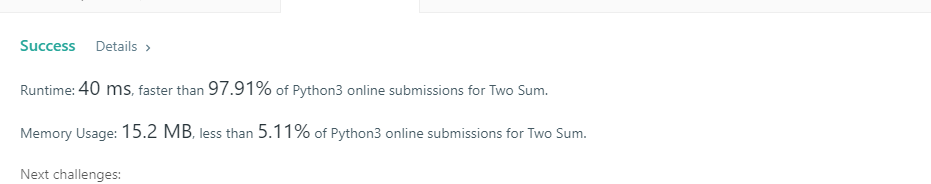 Success Details >
Runtime: 40 ms, faster than 97.91% of Python3 online submissions for Two Sum.
Memory Usage: 15.2 MB, less than 5.11% of Python3 online submissions for Two Sum.
Next challenges: